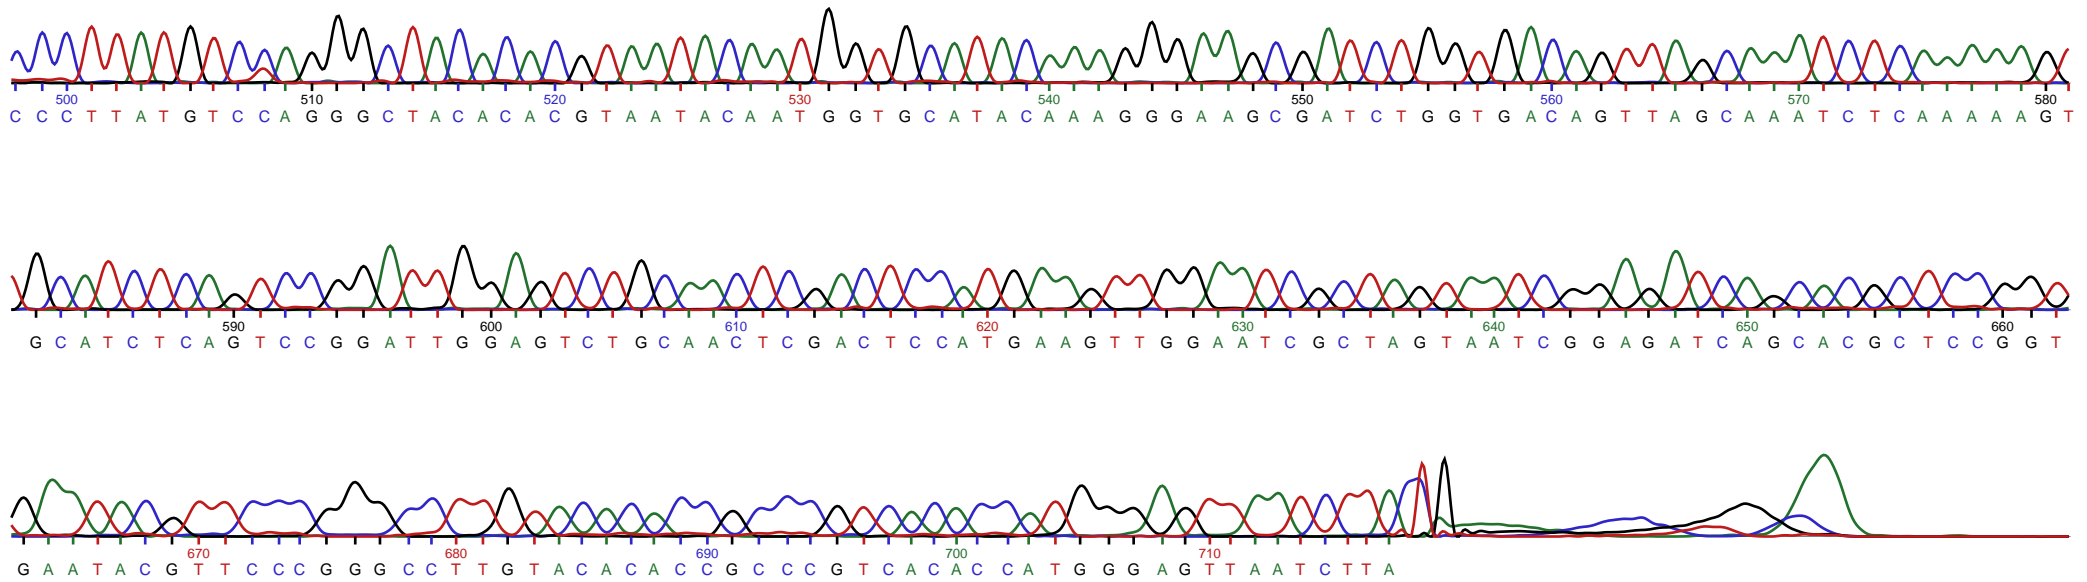 500 510 520 530 540 550 560 570 580
C C C T T A T G T C C A G G G C T A C A C A C G T A A T A C A A T G G T G C A T A C A A A G G G A A G C G A T C T G G T G A C A G T T A G C A A A T C T C A A A A A G T
590 600 610 620 630 640 650 660
G C A T C T C A G T C C G G A T T G G A G T C T G C A A C T C G A C T C C A T G A A G T T G G A A T C G C T A G T A A T C G G A G A T C A G C A C G C T C C G G T
670 680 690 700 710
G A A T A C G T T C C C G G G C C T T G T A C A C A C C G C C C G T C A C A C C A T G G G A G T T A A T C T T A